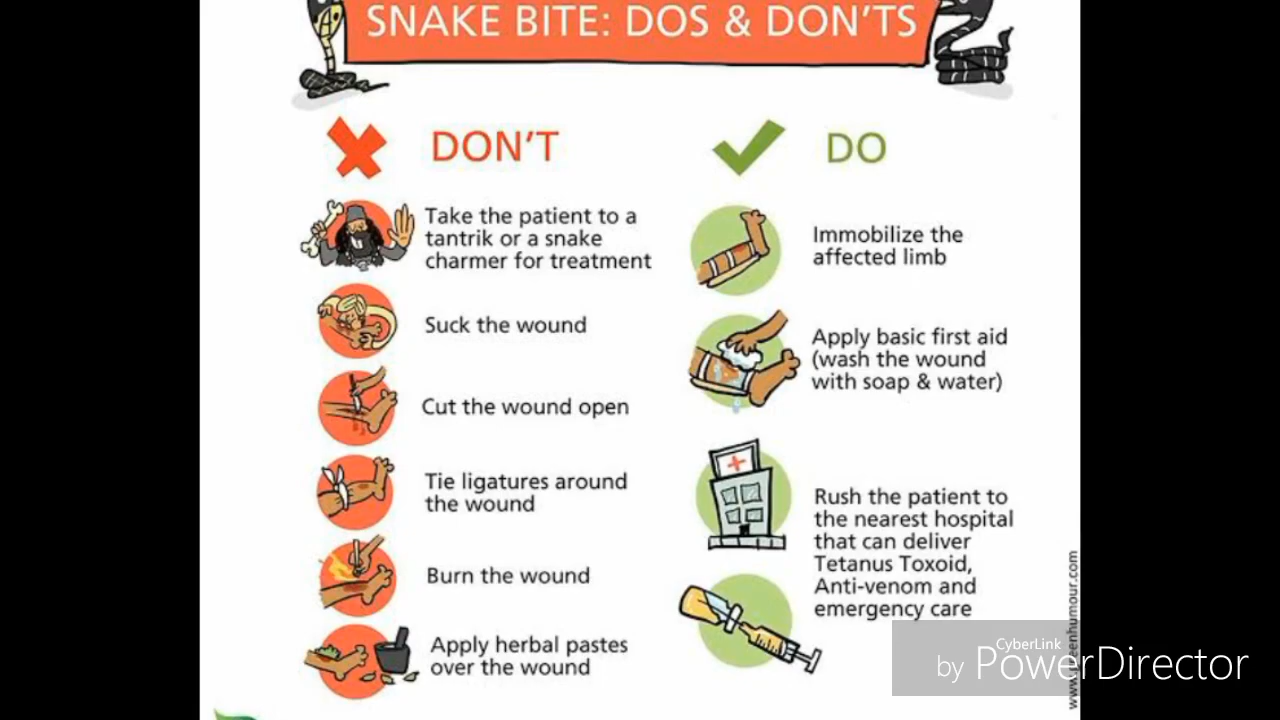 SNAKE BITE: DOS & DON'TS
DON'T
Take the patient to a
tantrik or a snake
charmer for treatment
Suck the wound
Cut the wound open
Tie ligatures around
the wound
Burn the wound
Apply herbal pastes
over the wound
DO
Immobilize the
affected limb
Apply basic first aid
(wash the wound
with soap & water)
Rush the patient to
the nearest hospital
that can deliver
Tetanus Toxoid,
Anti-venom and
emergency care
CyberLink
by PowerDirector